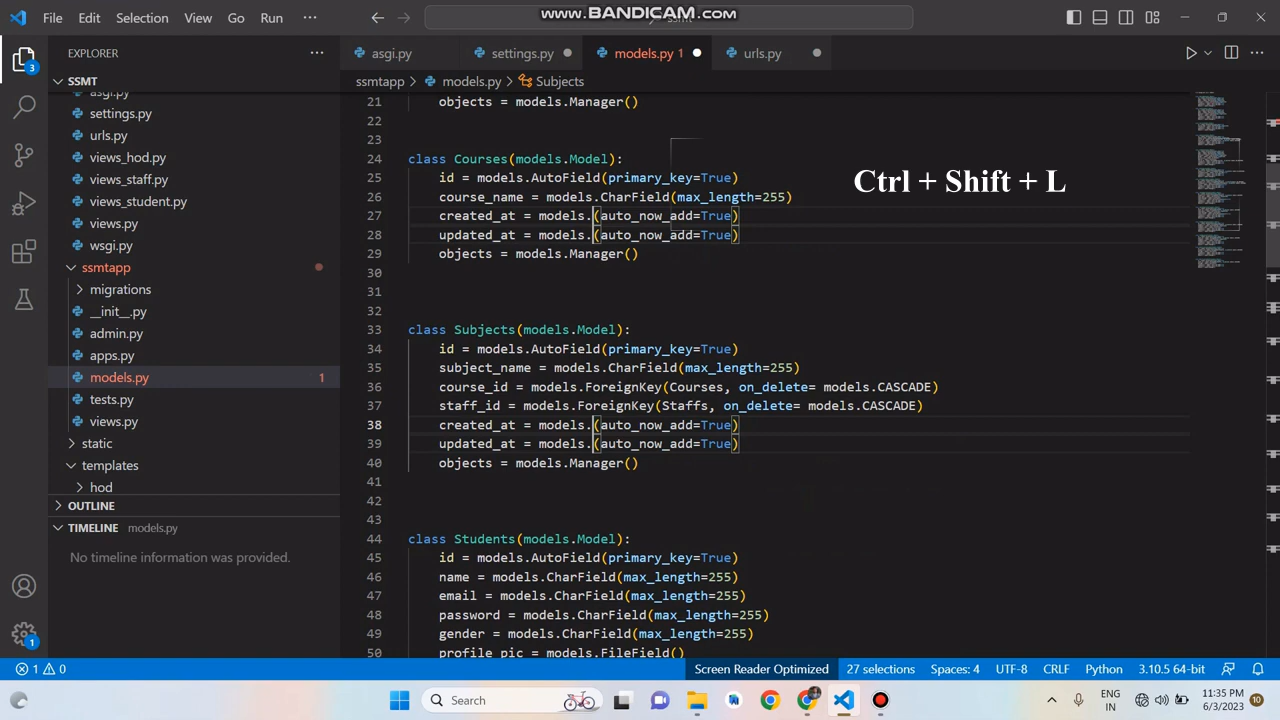 File Edit Selection View Go Run ··· www.BANDICAM.com
EXPLORER ···
SSMT
asgi.py
settings.py
urls.py
views_hod.py
views_staff.py
views_student.py
views.py
wsgi.py
ssmtapp
migrations
__init__.py
admin.py
apps.py
models.py 1
tests.py
views.py
static
templates
hod
OUTLINE
TIMELINE models.py
No timeline information was provided.
3
1
asgi.py settings.py models.py 1 urls.py
ssmtapp > models.py > Subjects
21 objects = models.Manager()
22
23
24 class Courses(models.Model):
25 id = models.AutoField(primary_key=True)
26 course_name = models.CharField(max_length=255)
27 created_at = models.(auto_now_add=True)
28 updated_at = models.(auto_now_add=True)
29 objects = models.Manager()
30
31
32
33 class Subjects(models.Model):
34 id = models.AutoField(primary_key=True)
35 subject_name = models.CharField(max_length=255)
36 course_id = models.ForeignKey(Courses, on_delete= models.CASCADE)
37 staff_id = models.ForeignKey(Staffs, on_delete= models.CASCADE)
38 created_at = models.(auto_now_add=True)
39 updated_at = models.(auto_now_add=True)
40 objects = models.Manager()
41
42
43
44 class Students(models.Model):
45 id = models.AutoField(primary_key=True)
46 name = models.CharField(max_length=255)
47 email = models.CharField(max_length=255)
48 password = models.CharField(max_length=255)
49 gender = models.CharField(max_length=255)
50 profile_pic = models.FileField()
Ctrl + Shift + L
1 0 Screen Reader Optimized 27 selections Spaces: 4 UTF-8 CRLF Python 3.10.5 64-bit
Search ENG IN 11:35 PM 6/3/2023 10